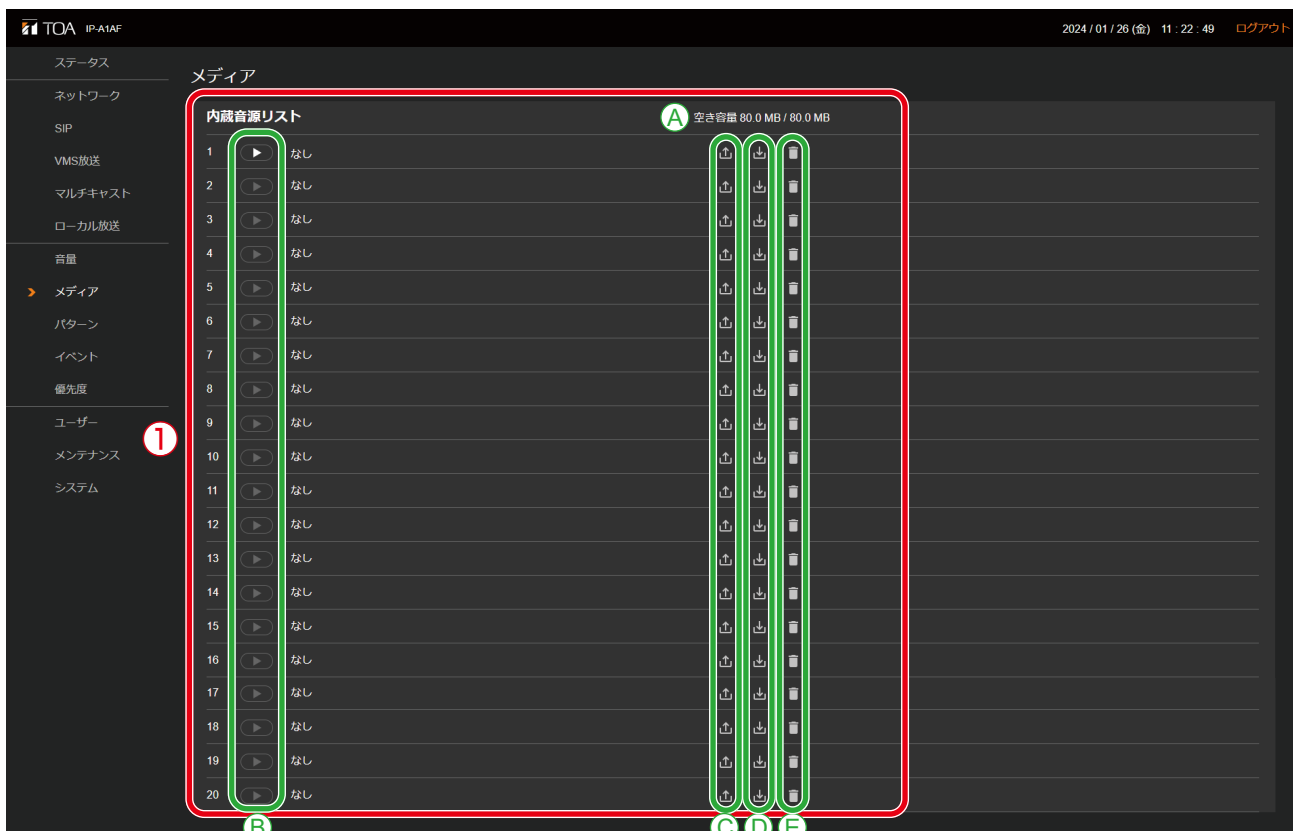 TOA IP-A1AF 2024 / 01 / 26 (金) 11 : 22 : 49 ログアウト
ステータス
ネットワーク
SIP
VMS放送
マルチキャスト
ローカル放送
音量
メディア
パターン
イベント
優先度
ユーザー
メンテナンス
システム
①
メディア
内蔵音源リスト Ⓐ 空き容量 80.0 MB / 80.0 MB
1 なし
2 なし
3 なし
4 なし
5 なし
6 なし
7 なし
8 なし
9 なし
10 なし
11 なし
12 なし
13 なし
14 なし
15 なし
16 なし
17 なし
18 なし
19 なし
20 なし
Ⓑ Ⓒ Ⓓ Ⓔ